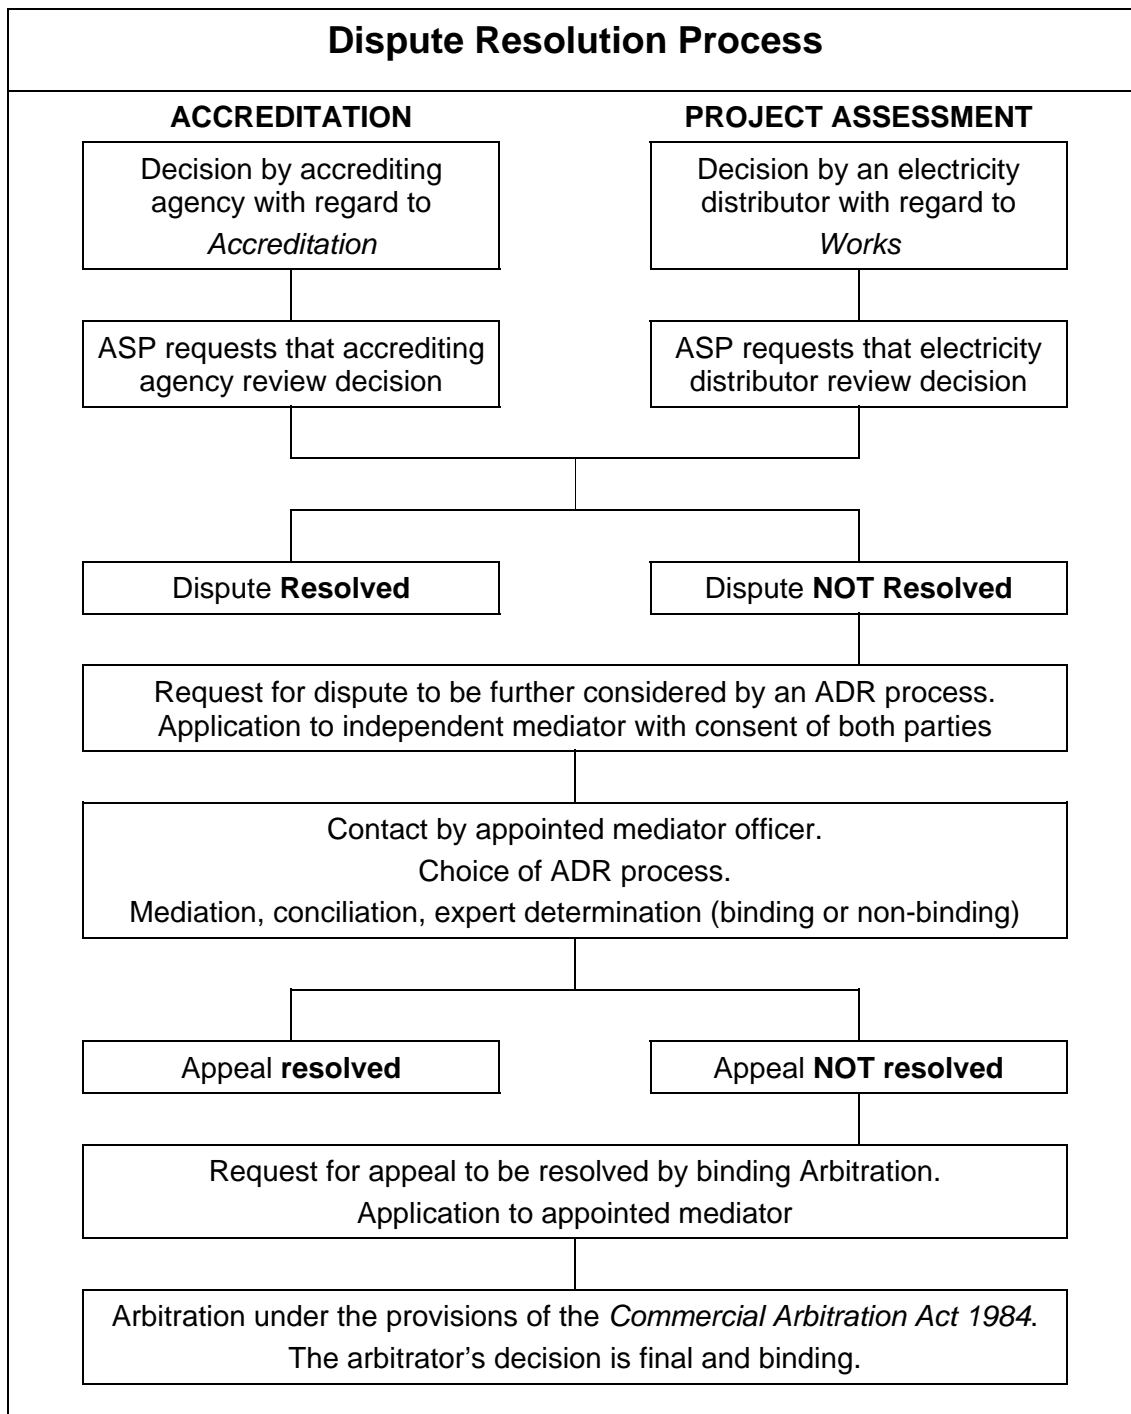 Dispute Resolution Process
ACCREDITATION
PROJECT ASSESSMENT
Decision by accrediting
agency with regard to
Accreditation
Decision by an electricity
distributor with regard to
Works
ASP requests that accrediting
agency review decision
ASP requests that electricity
distributor review decision
Dispute Resolved
Dispute NOT Resolved
Request for dispute to be further considered by an ADR process.
Application to independent mediator with consent of both parties
Contact by appointed mediator officer.
Choice of ADR process.
Mediation, conciliation, expert determination (binding or non-binding)
Appeal resolved
Appeal NOT resolved
Request for appeal to be resolved by binding Arbitration.
Application to appointed mediator
Arbitration under the provisions of the Commercial Arbitration Act 1984.
The arbitrator's decision is final and binding.